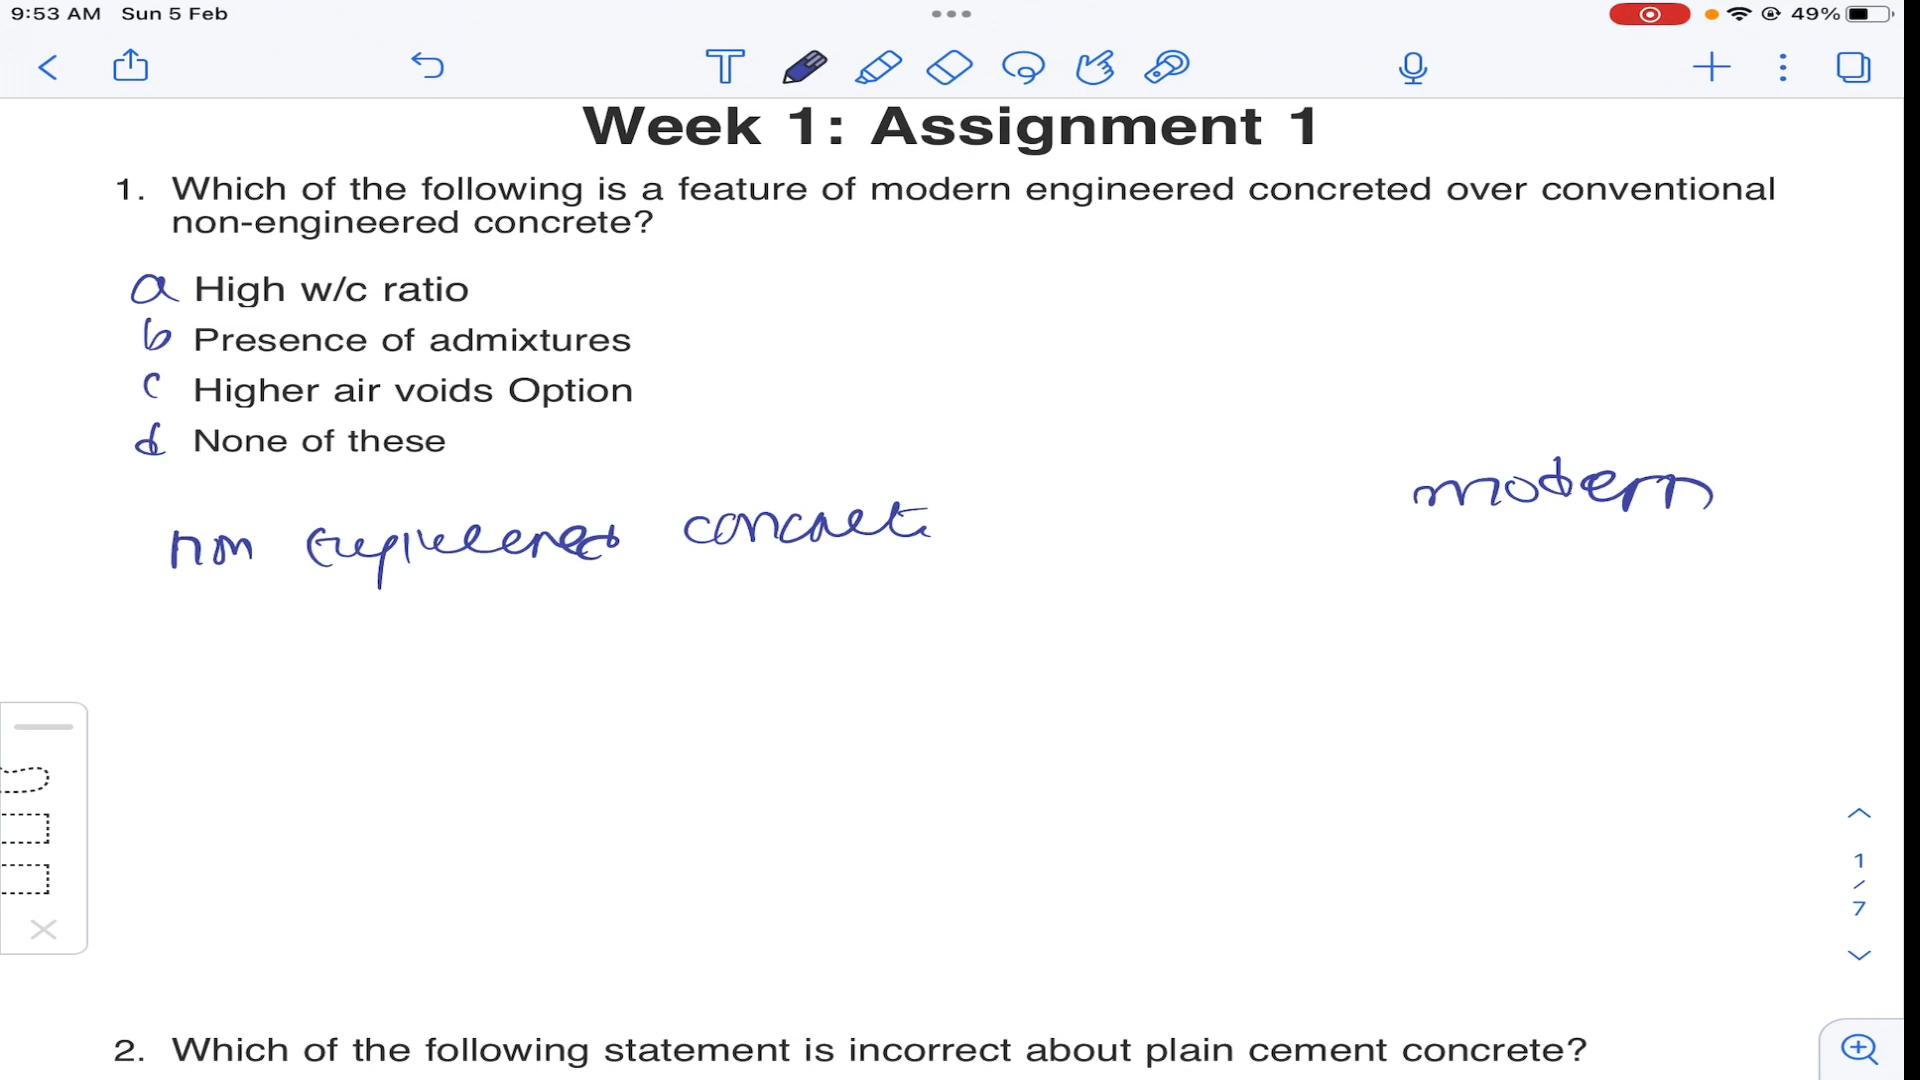 9:53 AM Sun 5 Feb
49%
Week 1: Assignment 1
1. Which of the following is a feature of modern engineered concreted over conventional
non-engineered concrete?
a High w/c ratio
b Presence of admixtures
c Higher air voids Option
d None of these
modern
non concrete
1
/
7
2. Which of the following statement is incorrect about plain cement concrete?